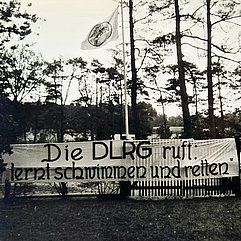 Die DLRG ruft:
"lernt schwimmen und retten"